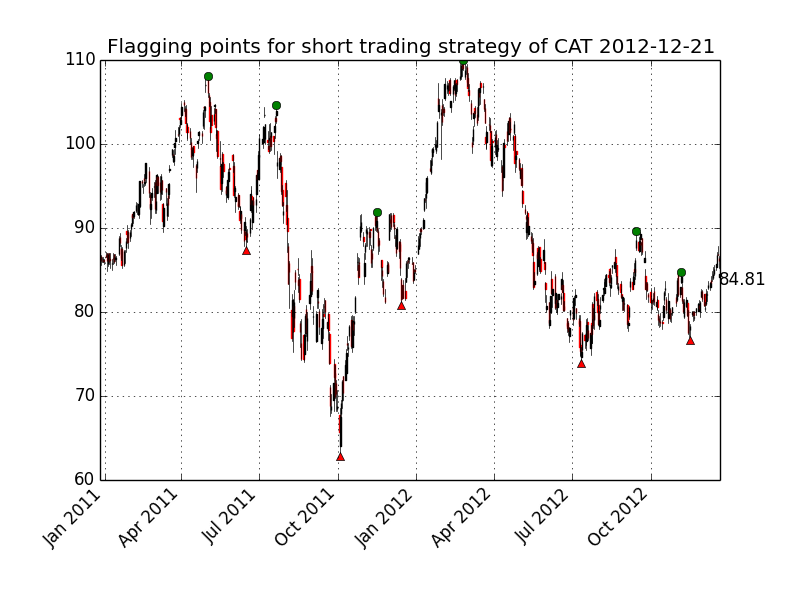 Flagging points for short trading strategy of CAT 2012-12-21
110
100
90
80
70
60
84.81
Jan 2011
Apr 2011
Jul 2011
Oct 2011
Jan 2012
Apr 2012
Jul 2012
Oct 2012